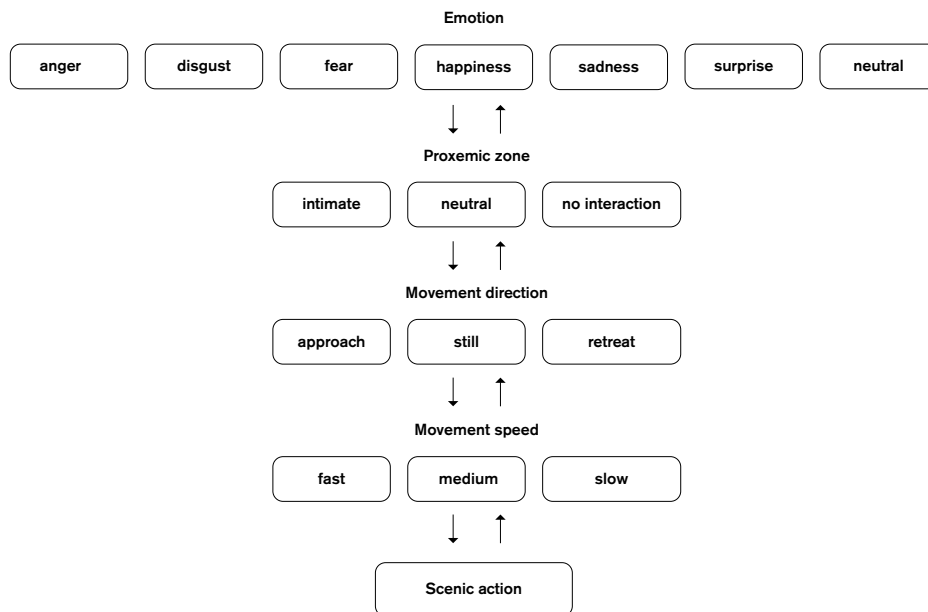 Emotion
anger disgust fear happiness sadness surprise neutral
Proxemic zone
intimate neutral no interaction
Movement direction
approach still retreat
Movement speed
fast medium slow
Scenic action